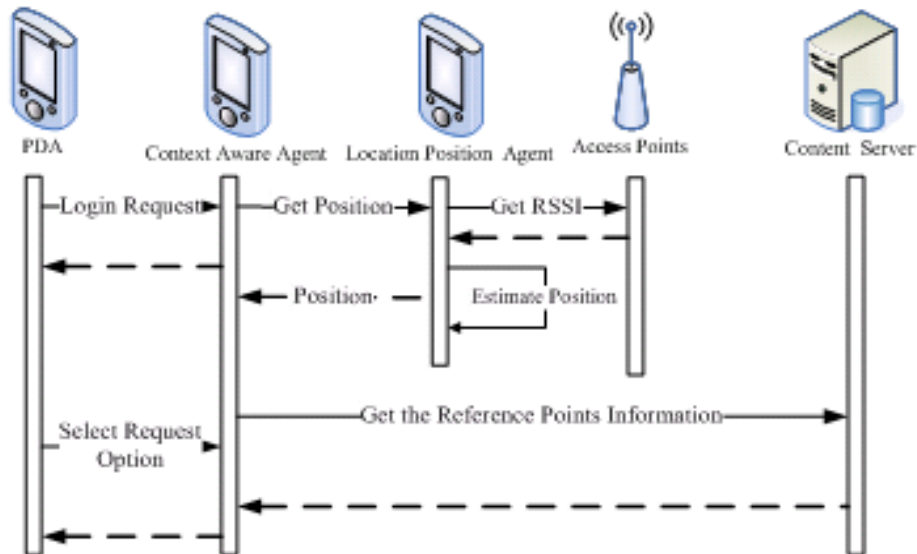 PDA
Context Aware Agent
Location Position Agent
Access Points
Content Server
Login Request
Get Position
Get RSSI
Position
Estimate Position
Get the Reference Points Information
Select Request
Option